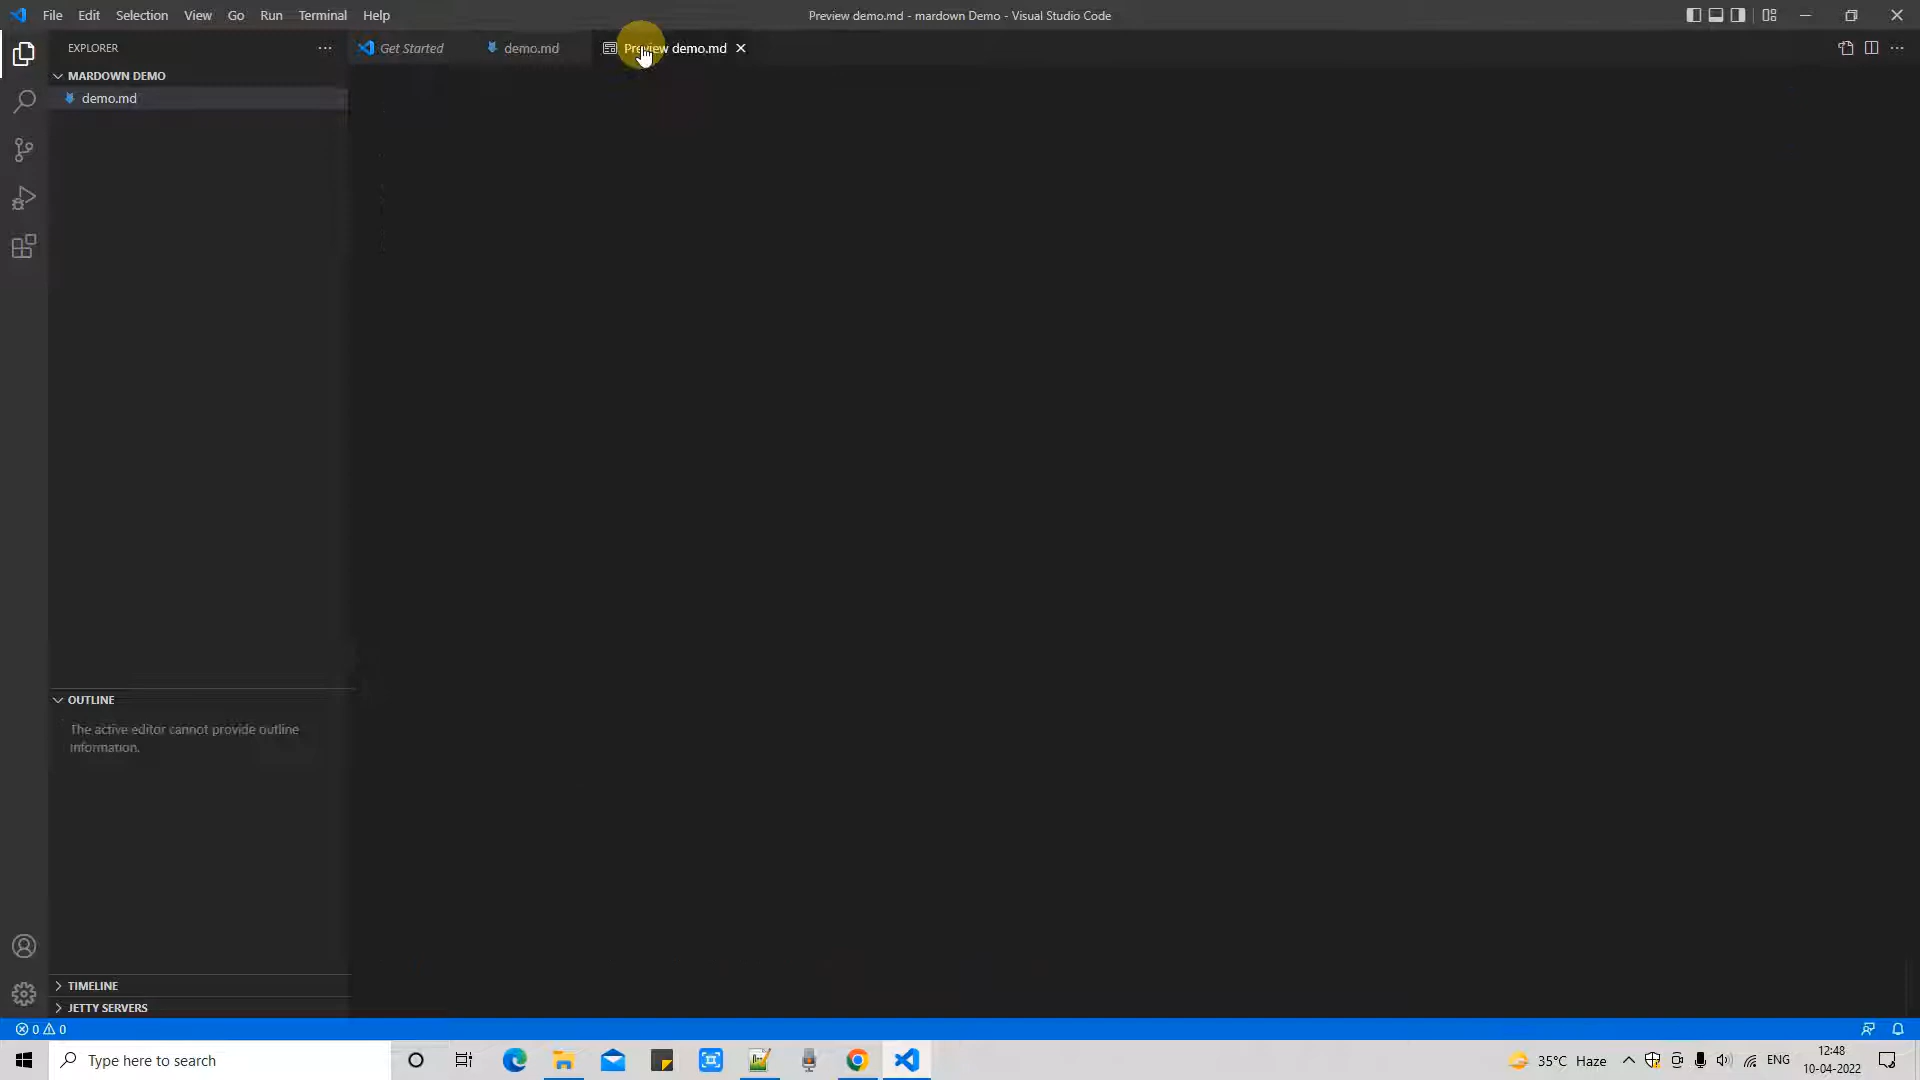 File Edit Selection View Go Run Terminal Help
Preview demo.md - mardown Demo - Visual Studio Code
EXPLORER
Get Started
demo.md
Preview demo.md
MARDOWN DEMO
demo.md
OUTLINE
The active editor cannot provide outline
information.
TIMELINE
JETTY SERVERS
0 0
Type here to search
35°C Haze
ENG
12:48
10-04-2022